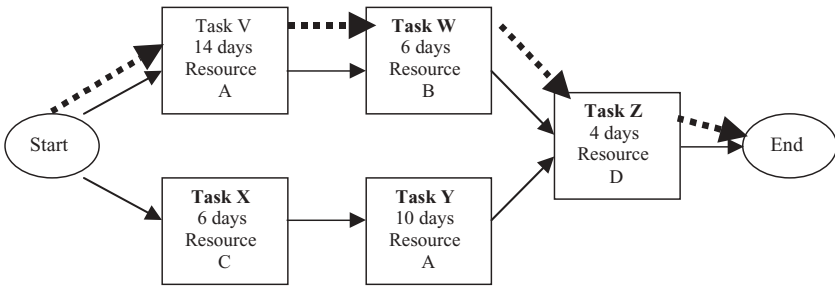 Start
Task V
14 days
Resource
A
Task W
6 days
Resource
B
Task X
6 days
Resource
C
Task Y
10 days
Resource
A
Task Z
4 days
Resource
D
End